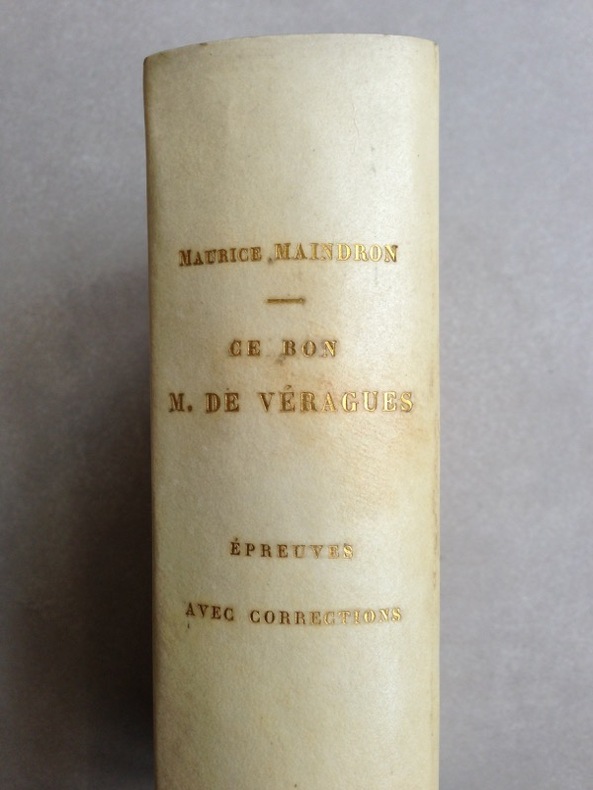 MAURICE MAINDRON
CE BON
M. DE VÉRAGUES
ÉPREUVES
AVEC CORRECTIONS